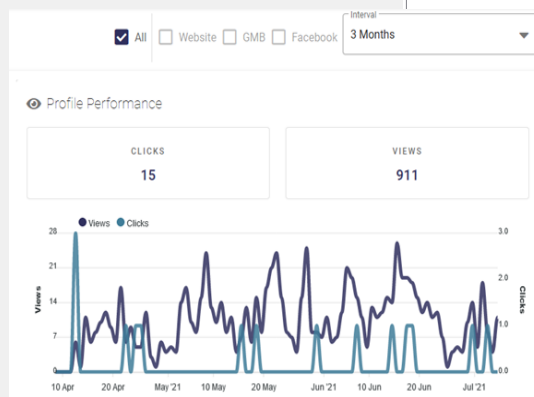 Interval
All Website GMB Facebook 3 Months
Profile Performance
CLICKS
15
VIEWS
911
Views Clicks
28
21
14
7
0
Views
3.0
2.0
1.0
0.0
Clicks
10 Apr 20 Apr May '21 10 May 20 May Jun '21 10 Jun 20 Jun Jul '21